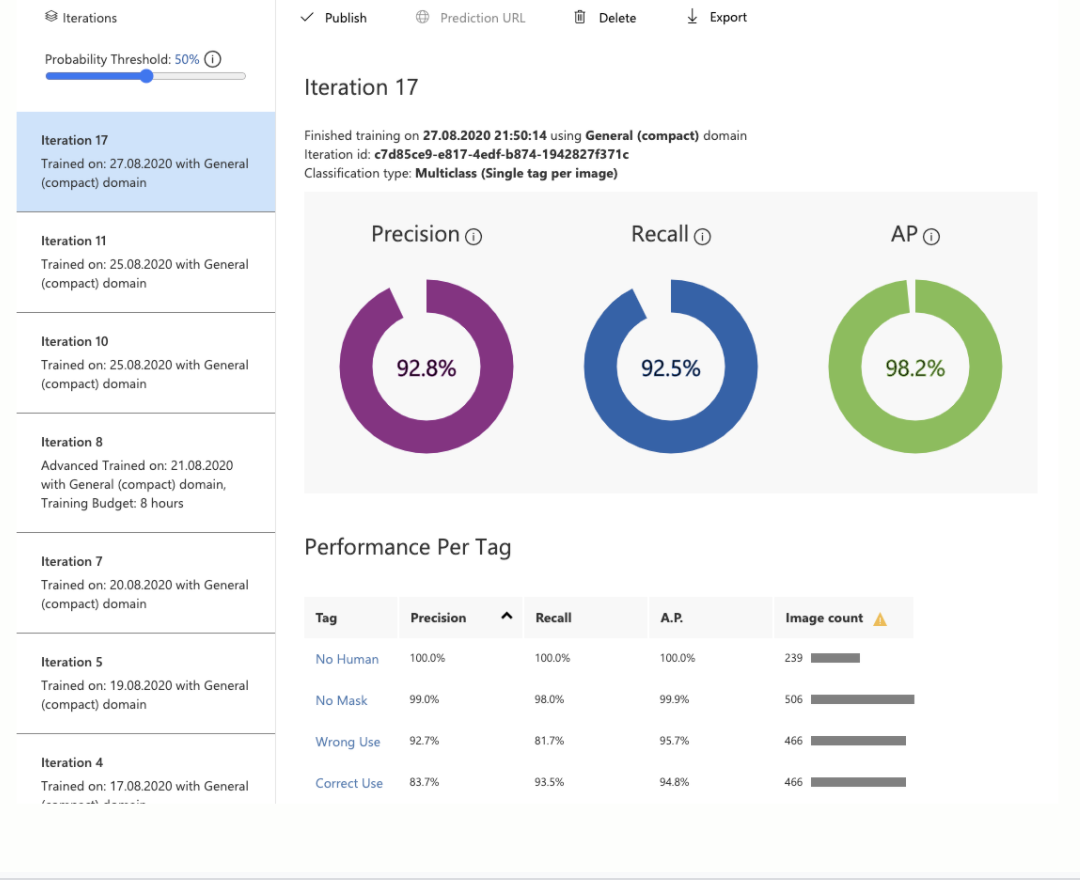 Iterations
Probability Threshold: 50%
Iteration 17
Trained on: 27.08.2020 with General
(compact) domain
Iteration 11
Trained on: 25.08.2020 with General
(compact) domain
Iteration 10
Trained on: 25.08.2020 with General
(compact) domain
Iteration 8
Advanced Trained on: 21.08.2020
with General (compact) domain,
Training Budget: 8 hours
Iteration 7
Trained on: 20.08.2020 with General
(compact) domain
Iteration 5
Trained on: 19.08.2020 with General
(compact) domain
Iteration 4
Trained on: 17.08.2020 with General
(compact) domain
Publish Prediction URL Delete Export
Iteration 17
Finished training on 27.08.2020 21:50:14 using General (compact) domain
Iteration id: c7d85ce9-e817-4edf-b874-1942827f371c
Classification type: Multiclass (Single tag per image)
Precision Recall AP
92.8% 92.5% 98.2%
Performance Per Tag
Tag Precision Recall A.P. Image count
No Human 100.0% 100.0% 100.0% 239
No Mask 99.0% 98.0% 99.9% 506
Wrong Use 92.7% 81.7% 95.7% 466
Correct Use 83.7% 93.5% 94.8% 466